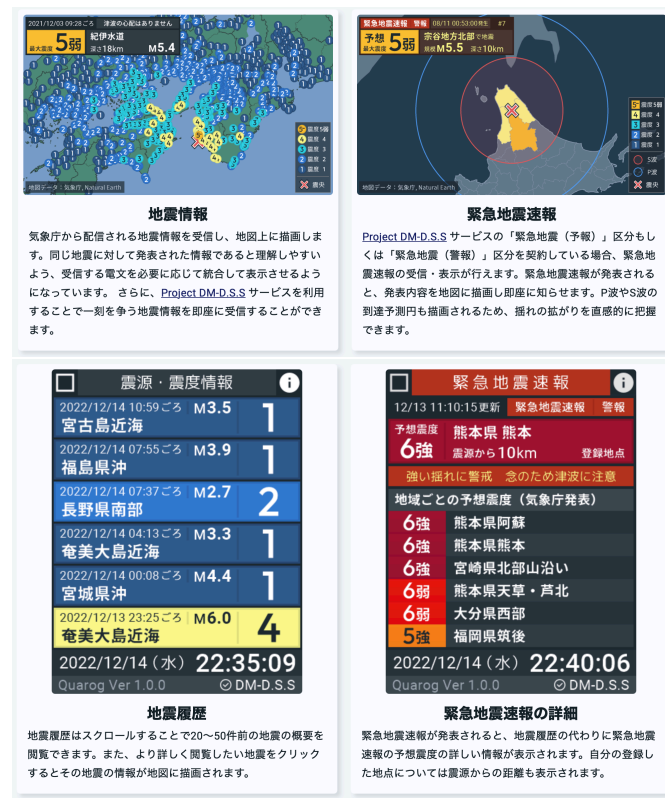 2021/12/03 09:28ごろ 津波の心配はありません
最大震度 5弱 紀伊水道
深さ18km M5.4
5- 震度5弱
4 震度 4
3 震度 3
2 震度 2
1 震度 1
震央
地図データ:気象庁, Natural Earth
地震情報
気象庁から配信される地震情報を受信し、地図上に描画しま
す。同じ地震に対して発表された情報であると理解しやすい
よう、受信する電文を必要に応じて統合して表示させるよう
になっています。 さらに、Project DM-D.S.S サービスを利用
することで一刻を争う地震情報を即座に受信することができ
ます。
緊急地震速報 警報 08/11 00:53:00発生 #7
予想
最大震度 5弱 宗谷地方北部で地震
規模M5.5 深さ10km
5- 震度5弱
4 震度 4
3 震度 3
2 震度 2
1 震度 1
S波
P波
震央
地図データ:気象庁, Natural Earth
緊急地震速報
Project DM-D.S.S サービスの「緊急地震(予報)」区分もし
くは「緊急地震(警報)」区分を契約している場合、緊急地
震速報の受信・表示が行えます。緊急地震速報が発表される
と、発表内容を地図に描画し即座に知らせます。P波やS波の
到達予測円も描画されるため、揺れの拡がりを直感的に把握
できます。
震源・震度情報
2022/12/14 10:59ごろ M3.5 1
宮古島近海
2022/12/14 07:55ごろ M3.9 1
福島県沖
2022/12/14 07:37ごろ M2.7 2
長野県南部
2022/12/14 04:13ごろ M3.3 1
奄美大島近海
2022/12/14 00:08ごろ M4.4 1
宮城県沖
2022/12/13 23:25ごろ M6.0 4
奄美大島近海
2022/12/14(水) 22:35:09
Quarog Ver 1.0.0 DM-D.S.S
地震履歴
地震履歴はスクロールすることで20〜50件前の地震の概要を
閲覧できます。また、より詳しく閲覧したい地震をクリック
するとその地震の情報が地図に描画されます。
緊急地震速報
12/13 11:10:15更新 緊急地震速報 警報
予想震度 熊本県 熊本
6強 震源から10km 登録地点
強い揺れに警戒 念のため津波に注意
地域ごとの予想震度(気象庁発表)
6強 熊本県阿蘇
6強 熊本県熊本
6強 宮崎県北部山沿い
6弱 熊本県天草・芦北
6弱 大分県西部
5強 福岡県筑後
2022/12/14(水) 22:40:06
Quarog Ver 1.0.0 DM-D.S.S
緊急地震速報の詳細
緊急地震速報が発表されると、地震履歴の代わりに緊急地震
速報の予想震度の詳しい情報が表示されます。自分の登録し
た地点については震源からの距離も表示されます。